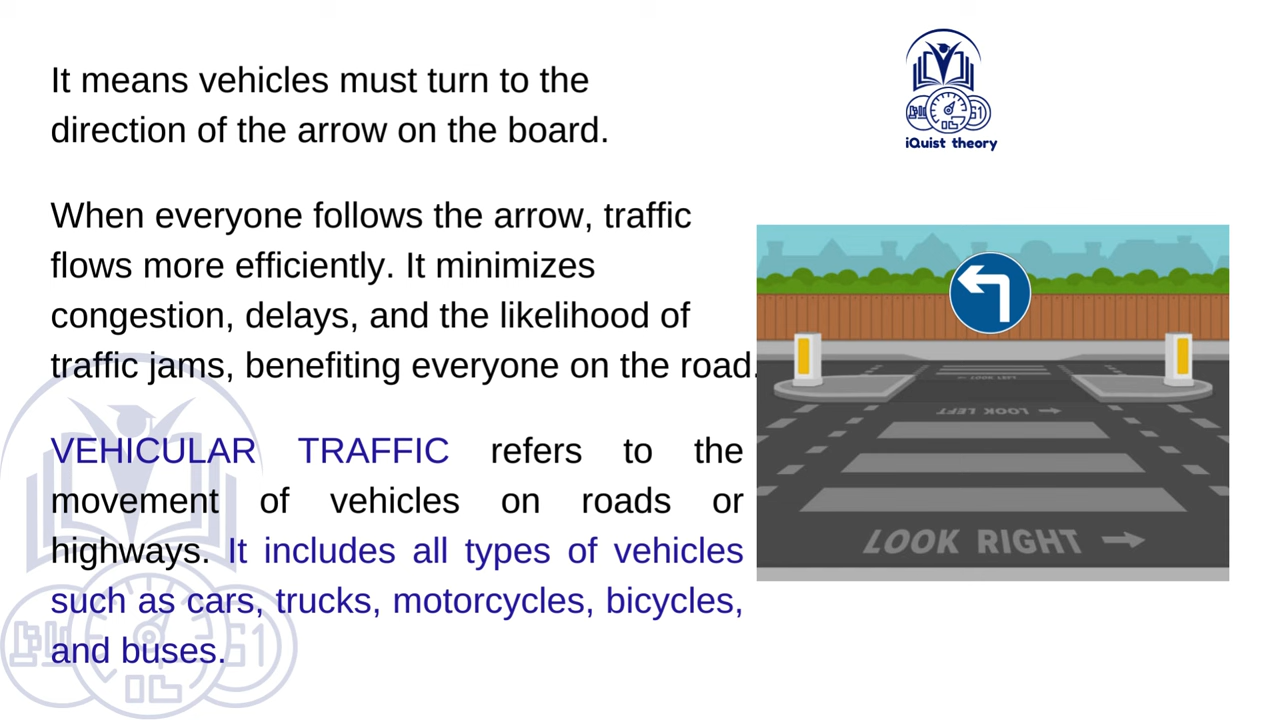 It means vehicles must turn to the
direction of the arrow on the board.
When everyone follows the arrow, traffic
flows more efficiently. It minimizes
congestion, delays, and the likelihood of
traffic jams, benefiting everyone on the road.
VEHICULAR TRAFFIC refers to the
movement of vehicles on roads or
highways. It includes all types of vehicles
such as cars, trucks, motorcycles, bicycles,
and buses.
iQuist theory
LOOK LEFT
LOOK LEFT
LOOK RIGHT